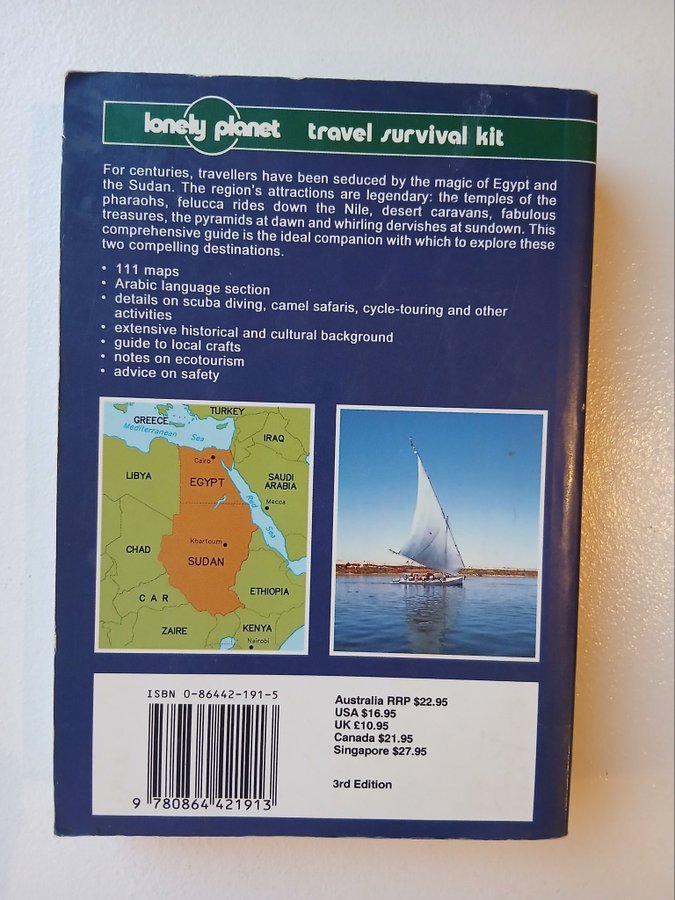 lonely planet travel survival kit
For centuries, travellers have been seduced by the magic of Egypt and
the Sudan. The region's attractions are legendary: the temples of the
pharaohs, felucca rides down the Nile, desert caravans, fabulous
treasures, the pyramids at dawn and whirling dervishes at sundown. This
comprehensive guide is the ideal companion with which to explore these
two compelling destinations.
• 111 maps
• Arabic language section
• details on scuba diving, camel safaris, cycle-touring and other
activities
• extensive historical and cultural background
• guide to local crafts
• notes on ecotourism
• advice on safety
TURKEY
GREECE
Mediterranean Sea
IRAQ
Cairo
LIBYA
EGYPT
SAUDI
ARABIA
Mecca
Red
Sea
Khartoum
CHAD
SUDAN
ETHIOPIA
C A R
ZAIRE
KENYA
Nairobi
ISBN 0-86442-191-5
9 780864 421913
Australia RRP $22.95
USA $16.95
UK £10.95
Canada $21.95
Singapore $27.95
3rd Edition